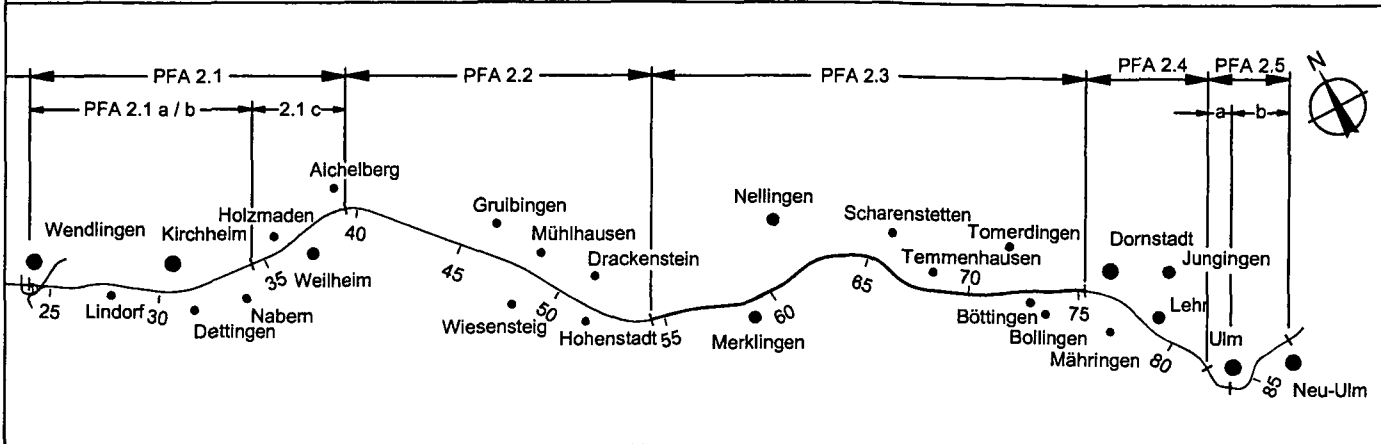 PFA 2.1
PFA 2.2
PFA 2.3
PFA 2.4
PFA 2.5
N
PFA 2.1 a / b
2.1 c
a
b
Aichelberg
Wendlingen
Kirchheim
Holzmaden
Weilheim
Lindorf
Dettingen
Nabern
25
30
35
40
45
50
55
60
65
70
75
80
85
Gruibingen
Mühlhausen
Drackenstein
Wiesensteig
Hohenstadt
Nellingen
Merklingen
Scharenstetten
Temmenhausen
Tomerdingen
Böttingen
Bollingen
Mähringen
Dornstadt
Jungingen
Lehr
Ulm
Neu-Ulm